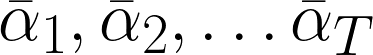 ᾱ₁, ᾱ₂, … ᾱ_T